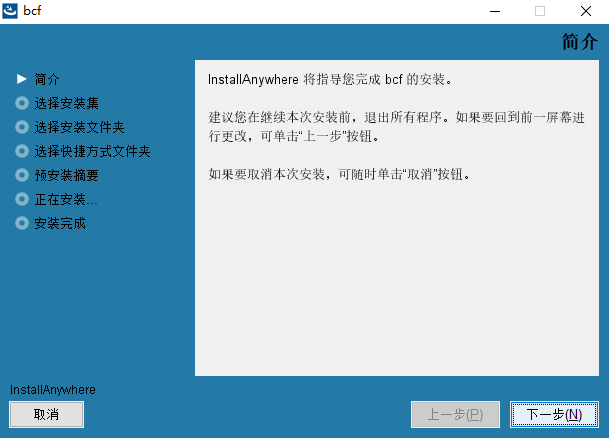 bcf
简介
简介
选择安装集
选择安装文件夹
选择快捷方式文件夹
预安装摘要
正在安装...
安装完成
InstallAnywhere 将指导您完成 bcf 的安装。
建议您在继续本次安装前，退出所有程序。如果要回到前一屏幕进
行更改，可单击“上一步”按钮。
如果要取消本次安装，可随时单击“取消”按钮。
InstallAnywhere
取消
上一步(P)
下一步(N)